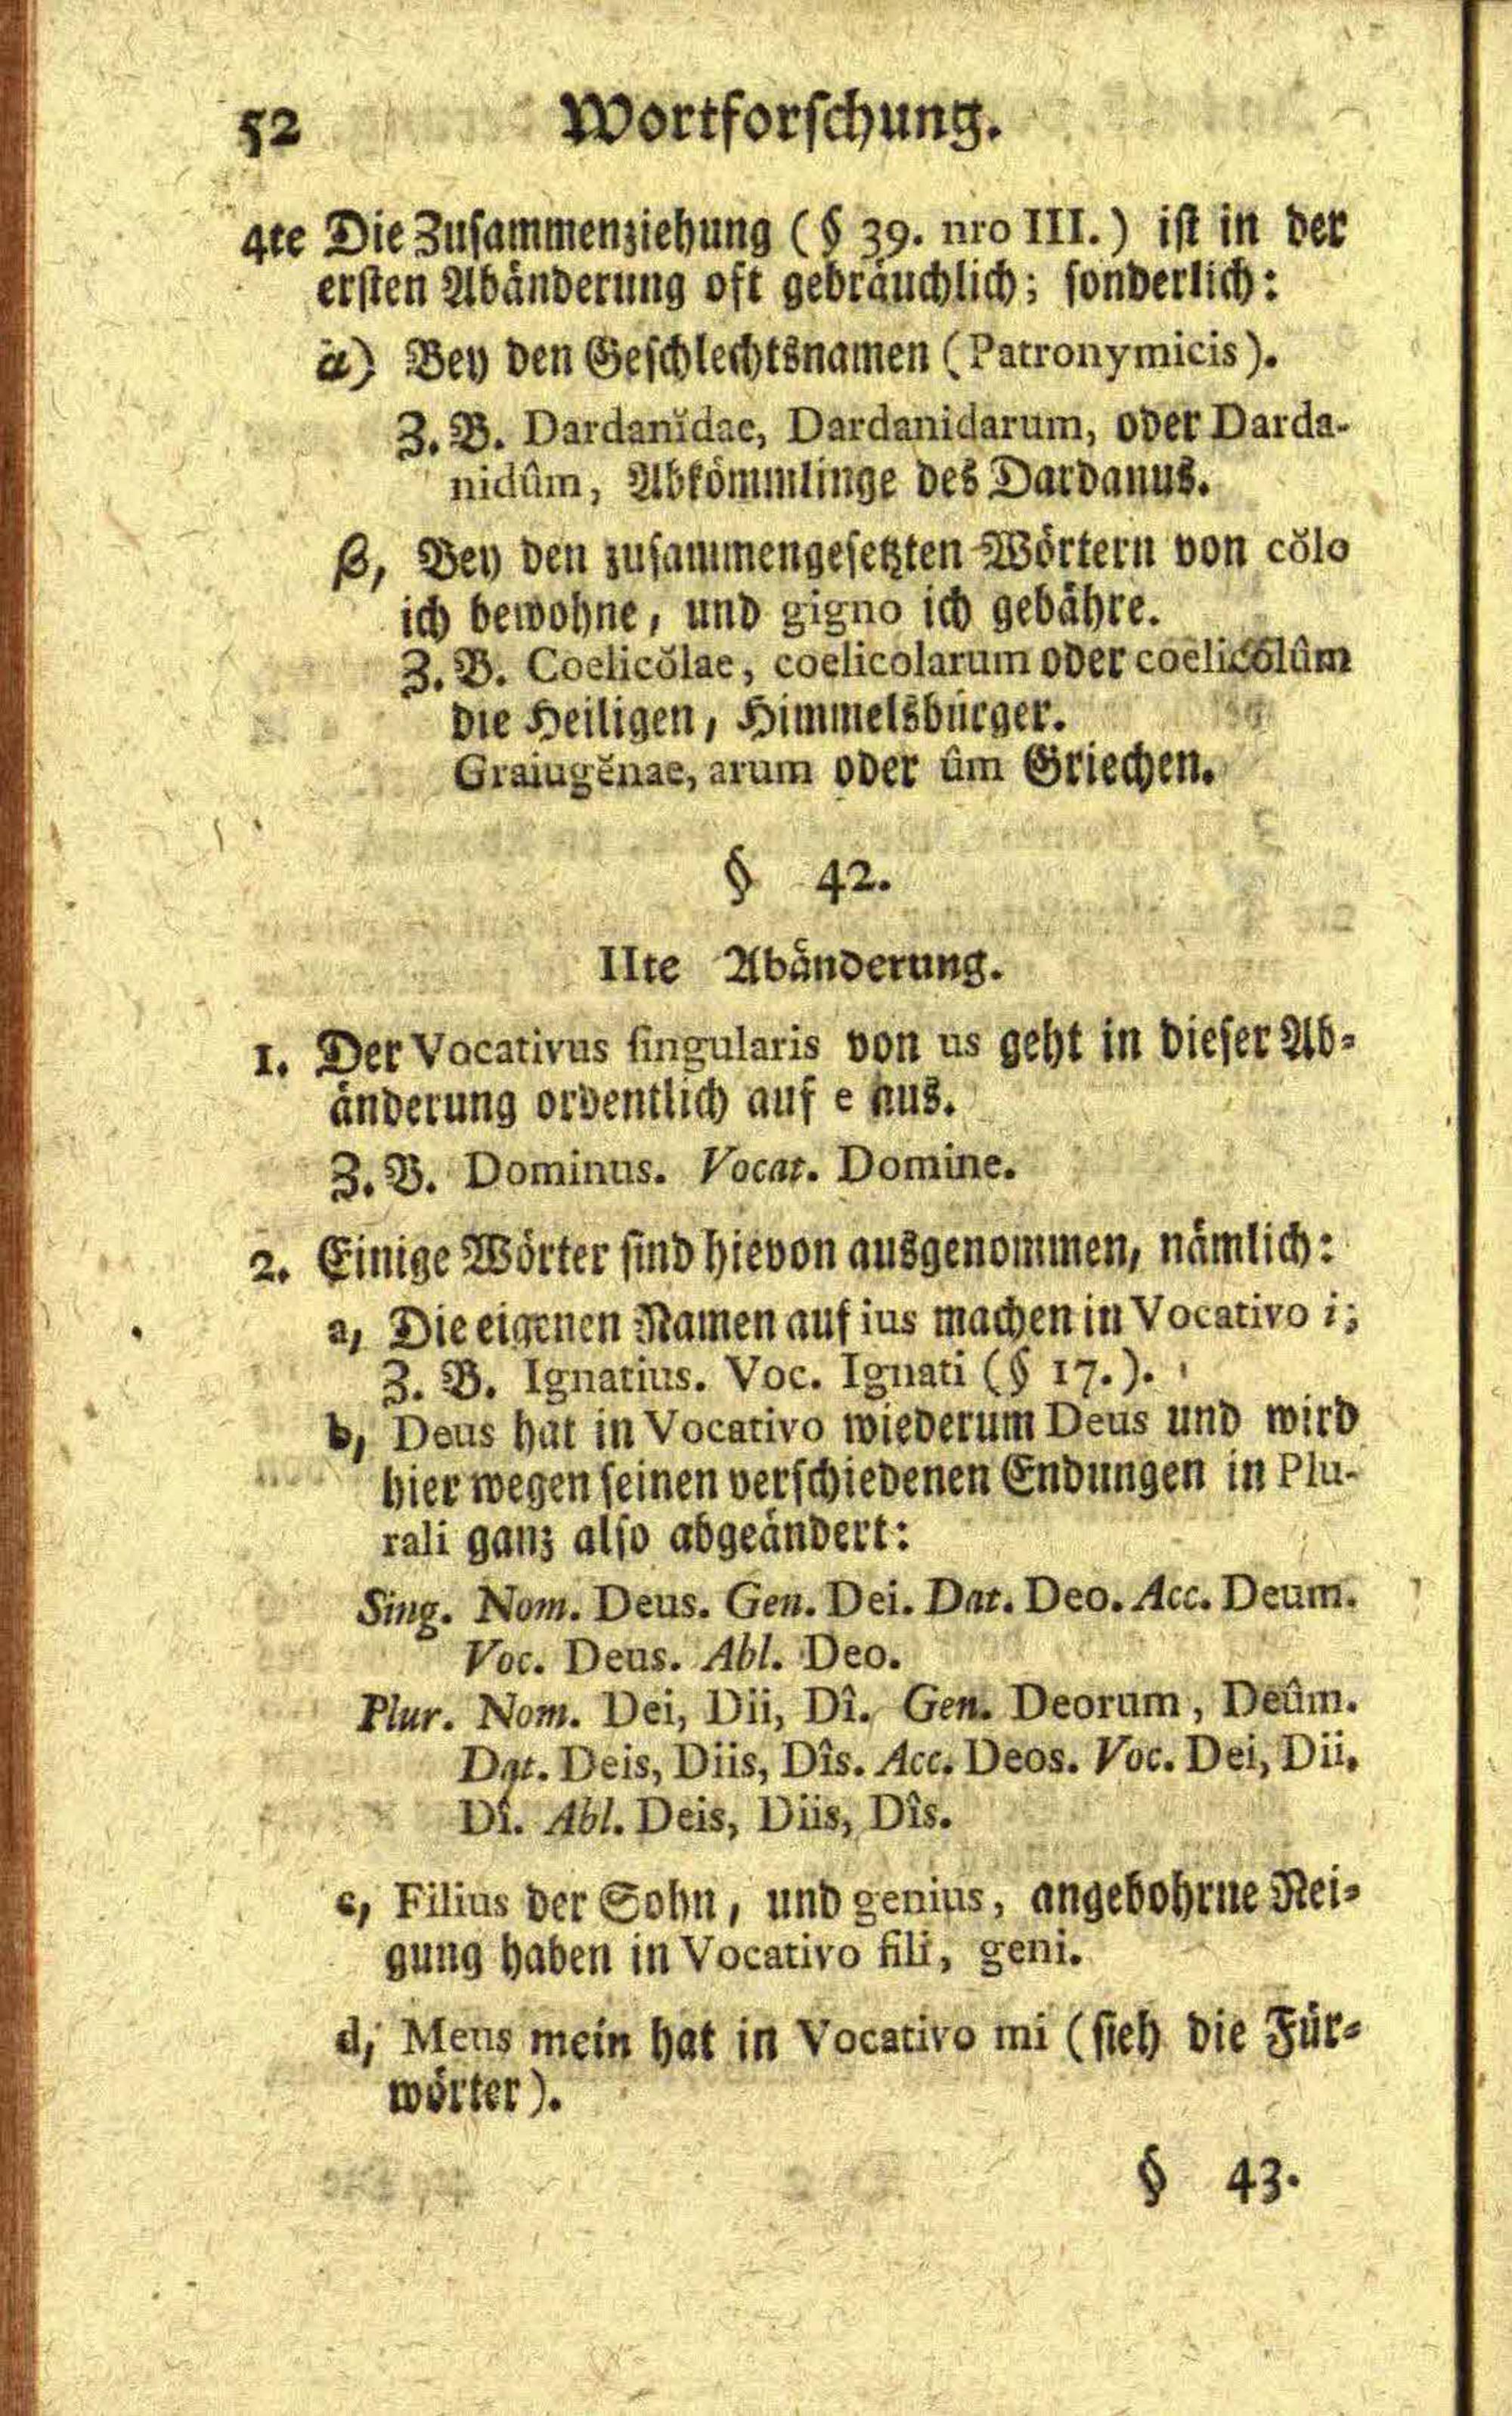 52 Wortforschung.
4te Die Zusammenziehung (§ 39. nro III.) ist in der
ersten Abänderung oft gebräuchlich; sonderlich:
α) Bey den Geschlechtsnamen (Patronymicis).
Z. B. Dardanĭdae, Dardanidarum, oder Darda-
nidûm, Abkömmlinge des Dardanus.
β, Bey den zusammengesetzten Wörtern von cŏlo
ich bewohne, und gigno ich gebähre.
Z. B. Coelicŏlae, coelicolarum oder coelicolûm
die Heiligen, Himmelsbürger.
Graiugĕnae, arum oder ûm Griechen.
§ 42.
IIte Abänderung.
1. Der Vocativus singularis von us geht in dieser Ab-
änderung ordentlich auf e aus.
Z. B. Dominus. Vocat. Domine.
2. Einige Wörter sind hievon ausgenommen, nämlich:
a, Die eigenen Namen auf ius machen in Vocativo i;
Z. B. Ignatius. Voc. Ignati (§ 17.).
b, Deus hat in Vocativo wiederum Deus und wird
hier wegen seinen verschiedenen Endungen in Plu-
rali ganz also abgeändert:
Sing. Nom. Deus. Gen. Dei. Dat. Deo. Acc. Deum.
Voc. Deus. Abl. Deo.
Plur. Nom. Dei, Dii, Dî. Gen. Deorum, Deûm.
Dat. Deis, Diis, Dîs. Acc. Deos. Voc. Dei, Dii,
Dî. Abl. Deis, Diis, Dîs.
c, Filius der Sohn, und genius, angebohrne Nei-
gung haben in Vocativo fili, geni.
d, Meus mein hat in Vocativo mi (sieh die Für-
wörter).
§ 43.